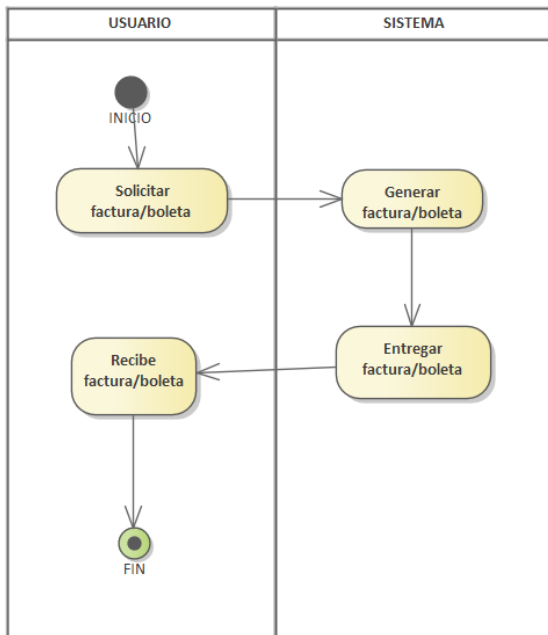 USUARIO
SISTEMA
INICIO
Solicitar
factura/boleta
Generar
factura/boleta
Entregar
factura/boleta
Recibe
factura/boleta
FIN